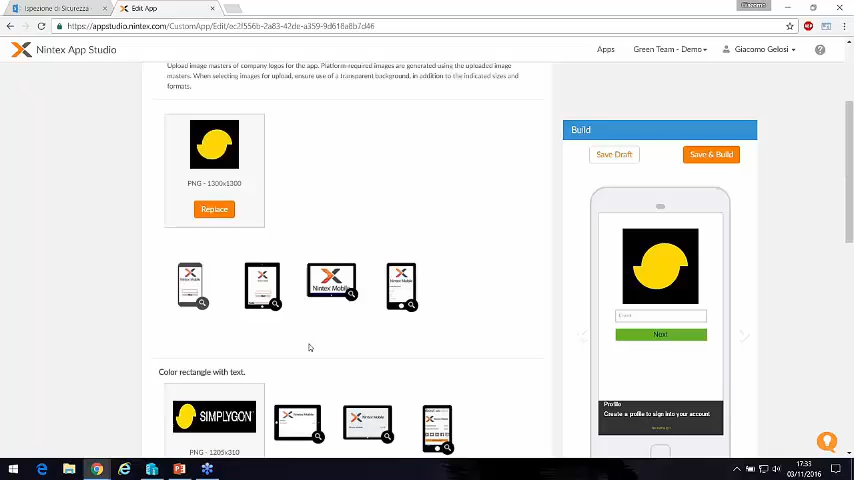 Giacomo
Ispezione di Sicurezza
Edit App
https://appstudio.nintex.com/CustomApp/Edit/ec2f556b-2a83-42de-a359-9d618a8b7d46
Nintex App Studio
Apps
Green Team - Demo
Giacomo Gelosi
Upload image masters of company logos for the app. Platform-required images are generated using the uploaded image
masters. When selecting images for upload, ensure use of a transparent background, in addition to the indicated sizes and
formats.
PNG - 1300x1300
Replace
Nintex Mobile
Color rectangle with text.
SIMPLYGON
PNG - 1205x310
Build
Save Draft
Save & Build
Email
Next
Profile
Create a profile to sign into your account
17:33
03/11/2016